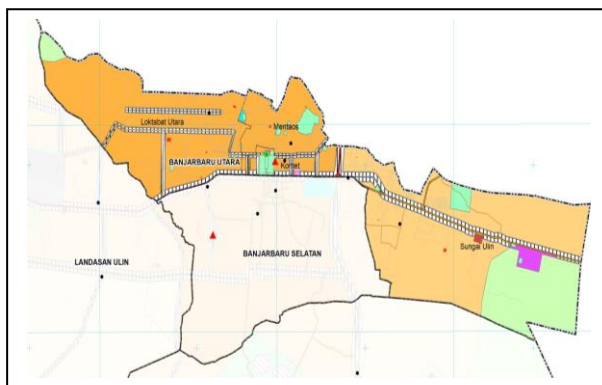 Loktabat Utara
Mentaos
BANJARBARU UTARA
Komet
Sungai Ulin
BANJARBARU SELATAN
LANDASAN ULIN